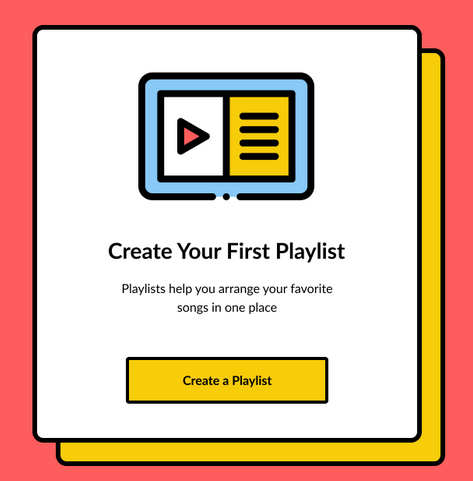 Create Your First Playlist
Playlists help you arrange your favorite
songs in one place
Create a Playlist